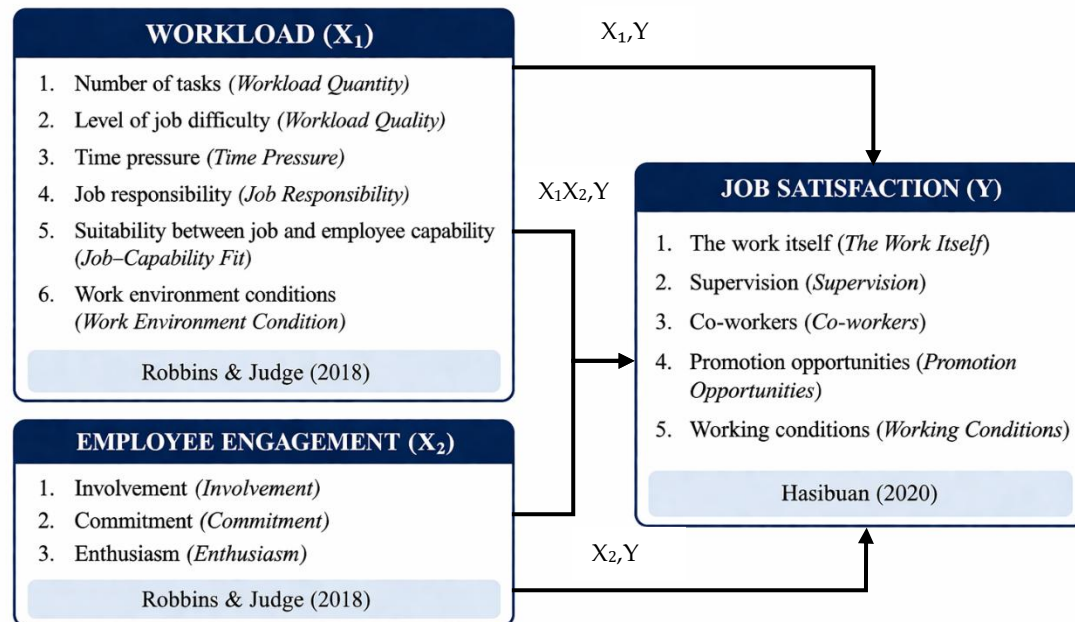 WORKLOAD (X₁)
1. Number of tasks (Workload Quantity)
2. Level of job difficulty (Workload Quality)
3. Time pressure (Time Pressure)
4. Job responsibility (Job Responsibility)
5. Suitability between job and employee capability
(Job–Capability Fit)
6. Work environment conditions
(Work Environment Condition)
Robbins & Judge (2018)
EMPLOYEE ENGAGEMENT (X₂)
1. Involvement (Involvement)
2. Commitment (Commitment)
3. Enthusiasm (Enthusiasm)
Robbins & Judge (2018)
X₁,Y
X₁X₂,Y
X₂,Y
JOB SATISFACTION (Y)
1. The work itself (The Work Itself)
2. Supervision (Supervision)
3. Co-workers (Co-workers)
4. Promotion opportunities (Promotion
Opportunities)
5. Working conditions (Working Conditions)
Hasibuan (2020)